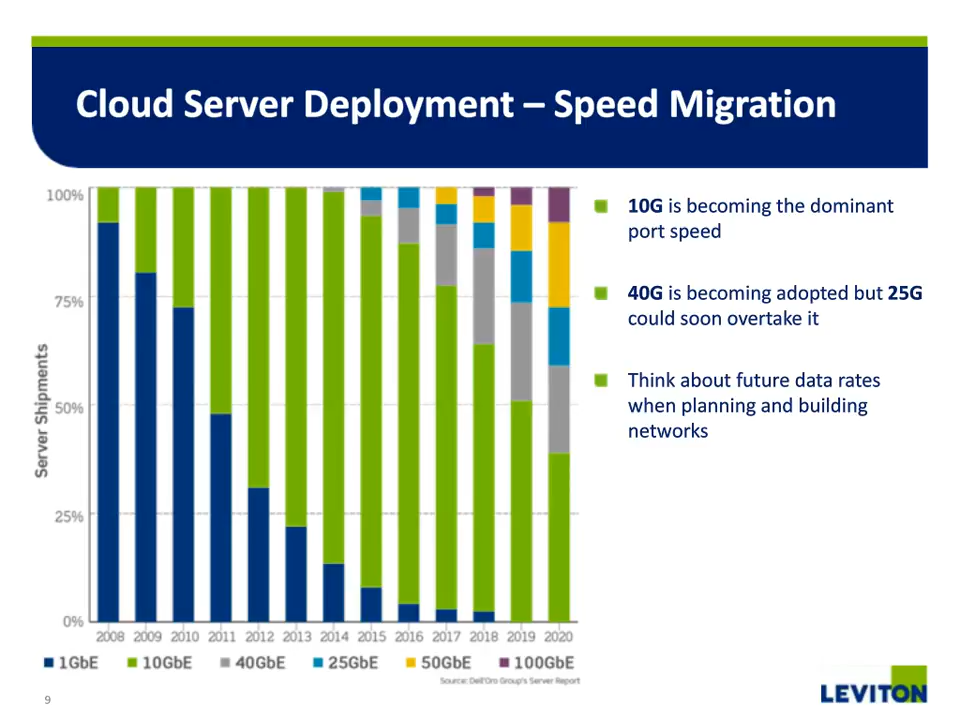 Cloud Server Deployment – Speed Migration
100%
75%
50%
25%
0%
Server Shipments
2008 2009 2010 2011 2012 2013 2014 2015 2016 2017 2018 2019 2020
1GbE 10GbE 40GbE 25GbE 50GbE 100GbE
Source: Dell'Oro Group's Server Report
10G is becoming the dominant
port speed
40G is becoming adopted but 25G
could soon overtake it
Think about future data rates
when planning and building
networks
9
LEVITON